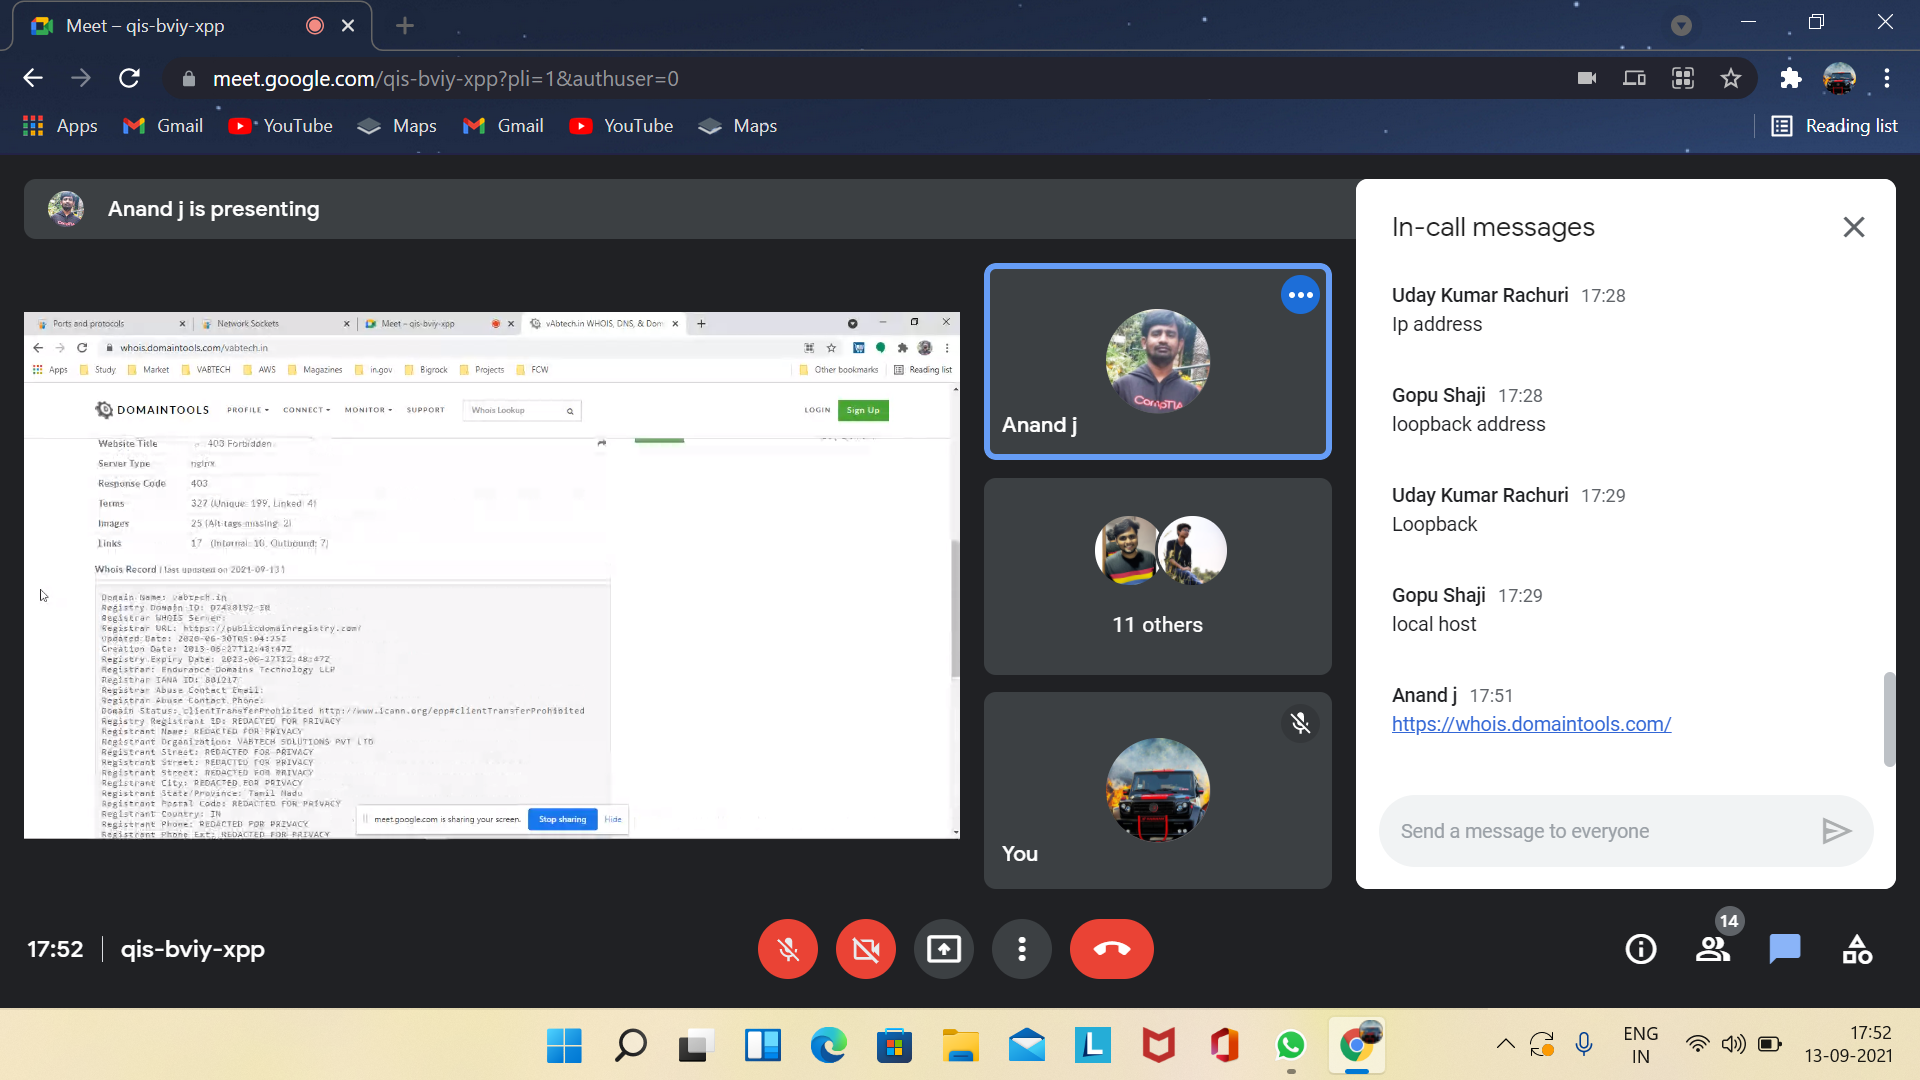 Meet – qis-bviy-xpp
meet.google.com/qis-bviy-xpp?pli=1&authuser=0
Apps Gmail YouTube Maps Gmail YouTube Maps Reading list
Anand j is presenting
Ports and protocols Network Sockets Meet – qis-bviy-xpp vAbtech.in WHOIS, DNS, & Dom
whois.domaintools.com/vabtech.in
Apps Study Market VABTECH AWS Magazines in.gov Bigrock Projects FCW Other bookmarks Reading list
DOMAINTOOLS PROFILE CONNECT MONITOR SUPPORT Whois Lookup LOGIN Sign Up
Website Title 403 Forbidden
Server Type nginx
Response Code 403
Terms 327 (Unique: 199, Linked: 4)
Images 25 (Alt tags missing: 2)
Links 17 (Internal: 10, Outbound: 7)
Whois Record ( last updated on 2021-09-13 )
Domain Name: vabtech.in
Registry Domain ID: D7430152-IN
Registrar WHOIS Server:
Registrar URL: https://publicdomainregistry.com/
Updated Date: 2020-06-30T05:04:25Z
Creation Date: 2013-06-27T12:48:47Z
Registry Expiry Date: 2023-06-27T12:48:47Z
Registrar: Endurance Domains Technology LLP
Registrar IANA ID: 801217
Registrar Abuse Contact Email:
Registrar Abuse Contact Phone:
Domain Status: clientTransferProhibited http://www.icann.org/epp#clientTransferProhibited
Registry Registrant ID: REDACTED FOR PRIVACY
Registrant Name: REDACTED FOR PRIVACY
Registrant Organization: VABTECH SOLUTIONS PVT LTD
Registrant Street: REDACTED FOR PRIVACY
Registrant Street: REDACTED FOR PRIVACY
Registrant Street: REDACTED FOR PRIVACY
Registrant City: REDACTED FOR PRIVACY
Registrant State/Province: Tamil Nadu
Registrant Postal Code: REDACTED FOR PRIVACY
Registrant Country: IN
Registrant Phone: REDACTED FOR PRIVACY
Registrant Phone Ext: REDACTED FOR PRIVACY
meet.google.com is sharing your screen. Stop sharing Hide
CompTIA
Anand j
11 others
You
In-call messages
Uday Kumar Rachuri 17:28
Ip address
Gopu Shaji 17:28
loopback address
Uday Kumar Rachuri 17:29
Loopback
Gopu Shaji 17:29
local host
Anand j 17:51
https://whois.domaintools.com/
Send a message to everyone
17:52 qis-bviy-xpp
14
L
ENG
IN
17:52
13-09-2021